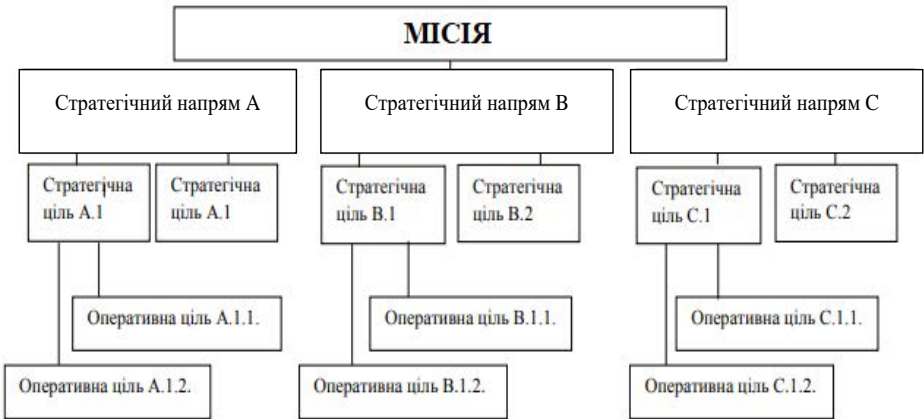 МІСІЯ
Стратегічний напрям А
Стратегічний напрям В
Стратегічний напрям С
Стратегічна
ціль А.1
Стратегічна
ціль А.1
Стратегічна
ціль В.1
Стратегічна
ціль В.2
Стратегічна
ціль С.1
Стратегічна
ціль С.2
Оперативна ціль А.1.1.
Оперативна ціль В.1.1.
Оперативна ціль С.1.1.
Оперативна ціль А.1.2.
Оперативна ціль В.1.2.
Оперативна ціль С.1.2.